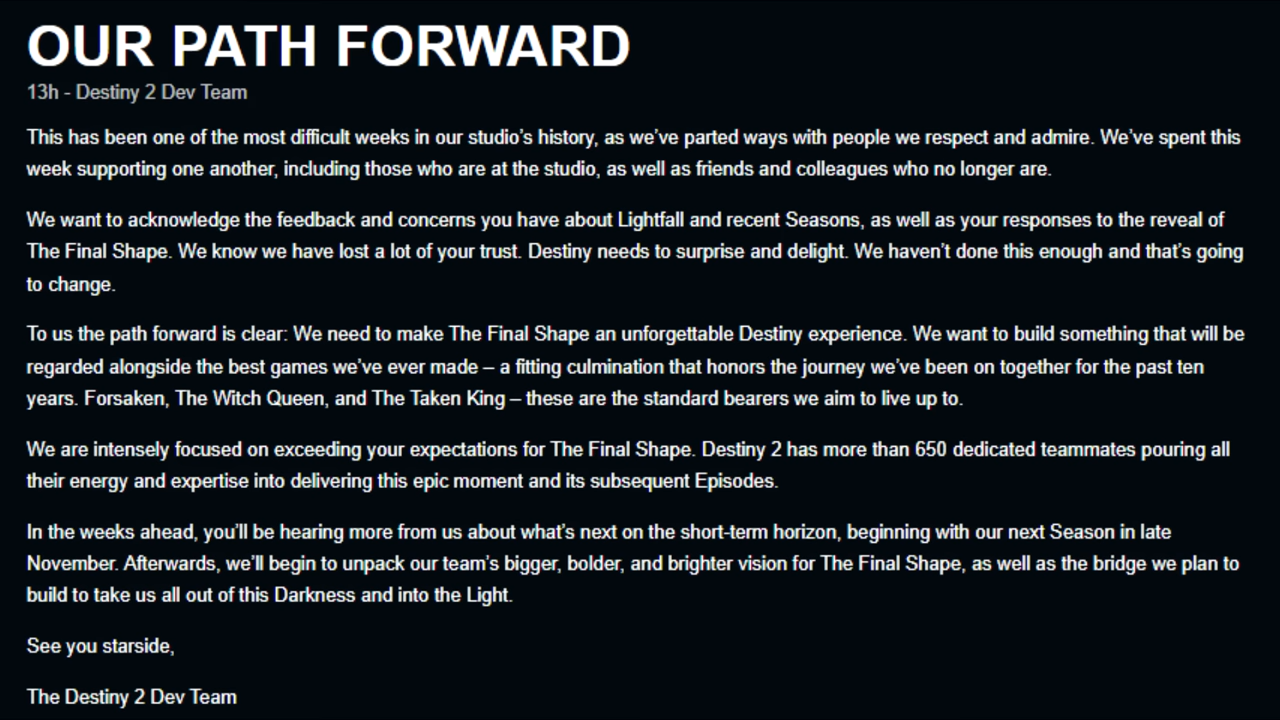 OUR PATH FORWARD
13h - Destiny 2 Dev Team
This has been one of the most difficult weeks in our studio's history, as we've parted ways with people we respect and admire. We've spent this
week supporting one another, including those who are at the studio, as well as friends and colleagues who no longer are.
We want to acknowledge the feedback and concerns you have about Lightfall and recent Seasons, as well as your responses to the reveal of
The Final Shape. We know we have lost a lot of your trust. Destiny needs to surprise and delight. We haven't done this enough and that's going
to change.
To us the path forward is clear: We need to make The Final Shape an unforgettable Destiny experience. We want to build something that will be
regarded alongside the best games we've ever made – a fitting culmination that honors the journey we've been on together for the past ten
years. Forsaken, The Witch Queen, and The Taken King – these are the standard bearers we aim to live up to.
We are intensely focused on exceeding your expectations for The Final Shape. Destiny 2 has more than 650 dedicated teammates pouring all
their energy and expertise into delivering this epic moment and its subsequent Episodes.
In the weeks ahead, you'll be hearing more from us about what's next on the short-term horizon, beginning with our next Season in late
November. Afterwards, we'll begin to unpack our team's bigger, bolder, and brighter vision for The Final Shape, as well as the bridge we plan to
build to take us all out of this Darkness and into the Light.
See you starside,
The Destiny 2 Dev Team